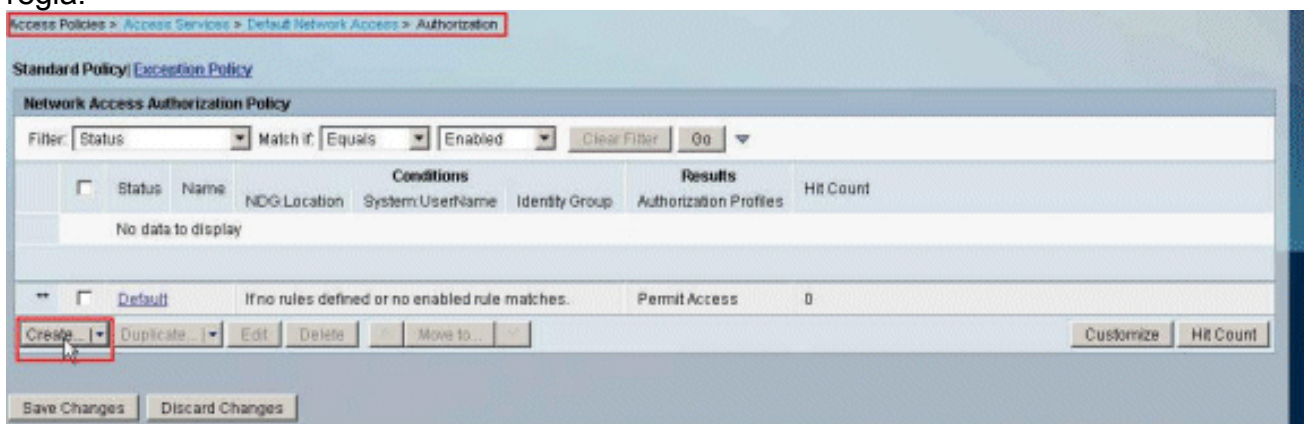 regla.
Access Policies > Access Services > Default Network Access > Authorization
Standard Policy| Exception Policy
Network Access Authorization Policy
Filter: Status Match if: Equals Enabled Clear Filter Go
Status Name Conditions Results Hit Count
NDG:Location System:UserName Identity Group Authorization Profiles
No data to display
** Default If no rules defined or no enabled rule matches. Permit Access 0
Create... Duplicate... Edit Delete Move to... Customize Hit Count
Save Changes Discard Changes